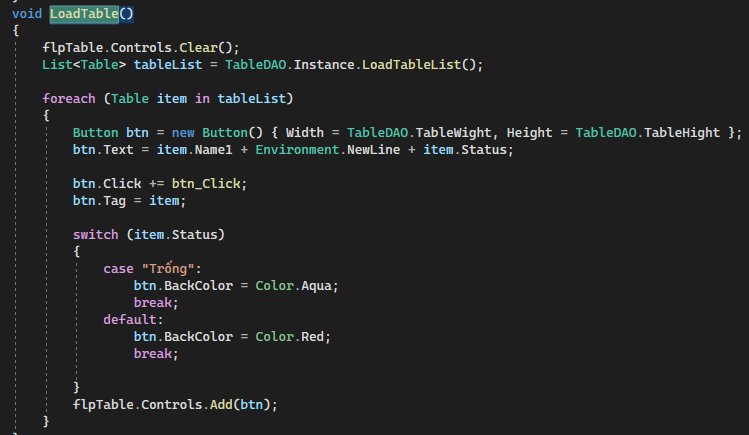 void LoadTable()
{
flpTable.Controls.Clear();
List<Table> tableList = TableDAO.Instance.LoadTableList();
foreach (Table item in tableList)
{
Button btn = new Button() { Width = TableDAO.TableWight, Height = TableDAO.TableHight };
btn.Text = item.Name1 + Environment.NewLine + item.Status;
btn.Click += btn_Click;
btn.Tag = item;
switch (item.Status)
{
case "Trống":
btn.BackColor = Color.Aqua;
break;
default:
btn.BackColor = Color.Red;
break;
}
flpTable.Controls.Add(btn);
}